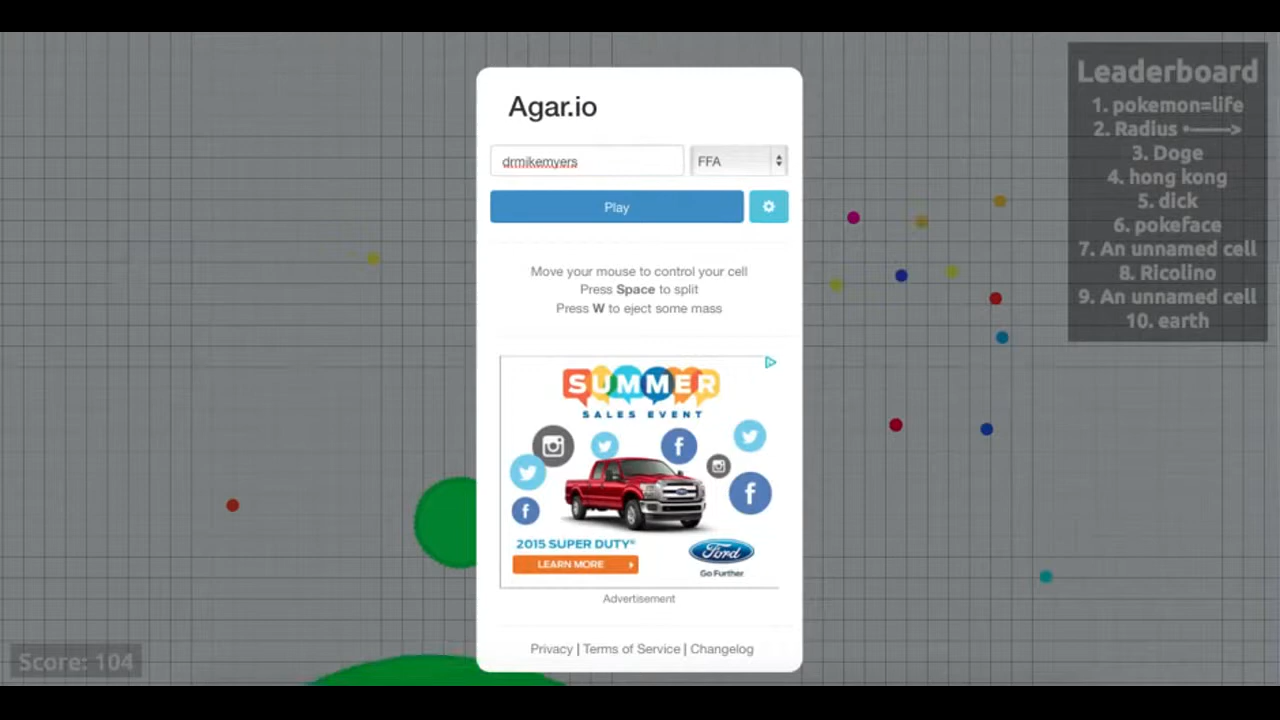 Agar.io
drmikemyers
FFA
Play
Move your mouse to control your cell
Press Space to split
Press W to eject some mass
SUMMER
SALES EVENT
2015 SUPER DUTY®
LEARN MORE
Ford
Go Further
Advertisement
Privacy | Terms of Service | Changelog
Leaderboard
1. pokemon=life
2. Radius •——>
3. Doge
4. hong kong
5. dick
6. pokeface
7. An unnamed cell
8. Ricolino
9. An unnamed cell
10. earth
Score: 104